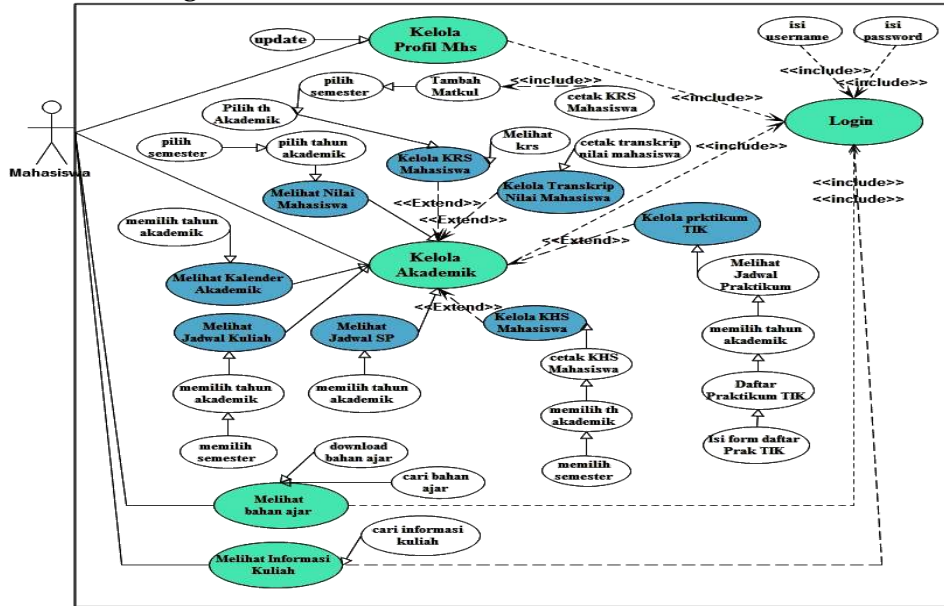 update
Kelola
Profil Mhs
isi
username
isi
password
<<include>>
<<include>>
pilih
semester
Tambah
Matkul
<<include>>
cetak KRS
Mahasiswa
<<include>>
Login
Pilih th
Akademik
Mahasiswa
pilih
semester
pilih tahun
akademik
Kelola KRS
Mahasiswa
Melihat
krs
cetak transkrip
nilai mahasiswa
<<include>>
Melihat Nilai
Mahasiswa
Kelola Transkrip
Nilai Mahasiswa
<<include>>
<<include>>
<<Extend>>
<<Extend>>
Kelola prktikum
TIK
<<Extend>>
memilih tahun
akademik
Kelola
Akademik
Melihat
Jadwal
Praktikum
Melihat Kalender
Akademik
<<Extend>>
Melihat
Jadwal Kuliah
Melihat
Jadwal SP
Kelola KHS
Mahasiswa
memilih tahun
akademik
cetak KHS
Mahasiswa
memilih tahun
akademik
memilih tahun
akademik
Daftar
Praktikum TIK
memilih th
akademik
memilih
semester
download
bahan ajar
memilih
semester
Isi form daftar
Prak TIK
cari bahan
ajar
Melihat
bahan ajar
cari informasi
kuliah
Melihat Informasi
Kuliah